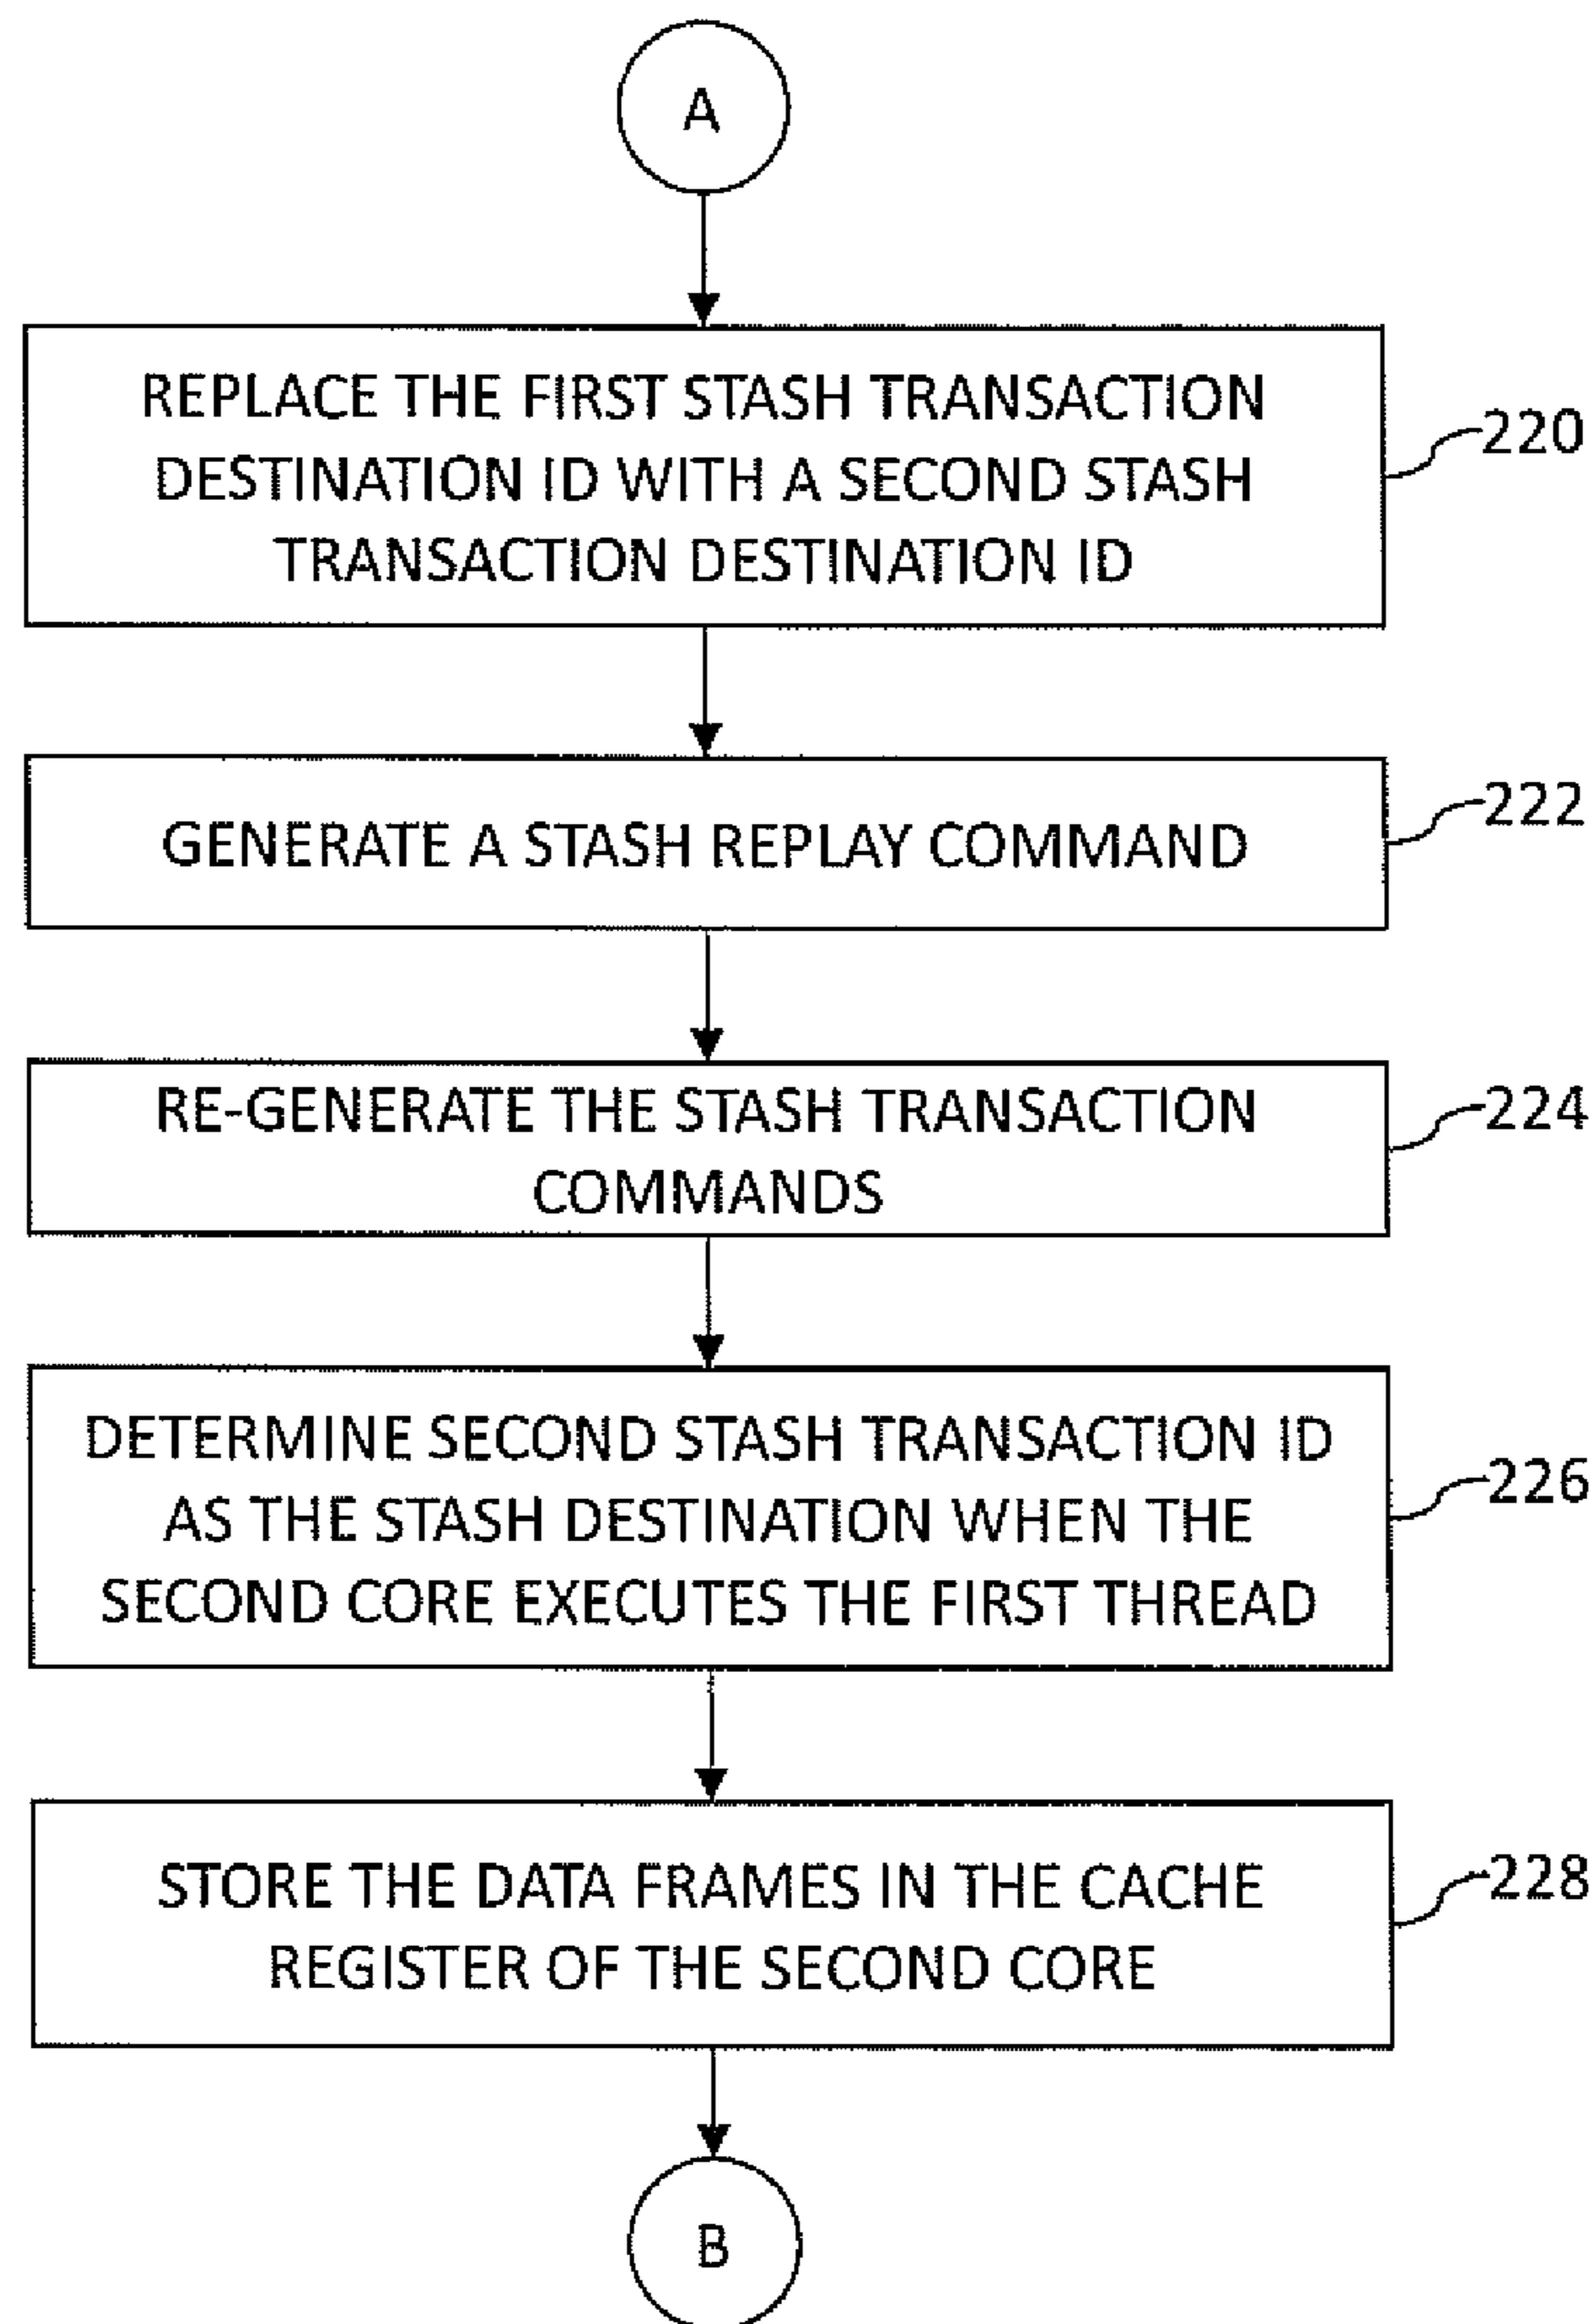 A
REPLACE THE FIRST STASH TRANSACTION
DESTINATION ID WITH A SECOND STASH
TRANSACTION DESTINATION ID
220
GENERATE A STASH REPLAY COMMAND
222
RE-GENERATE THE STASH TRANSACTION
COMMANDS
224
DETERMINE SECOND STASH TRANSACTION ID
AS THE STASH DESTINATION WHEN THE
SECOND CORE EXECUTES THE FIRST THREAD
226
STORE THE DATA FRAMES IN THE CACHE
REGISTER OF THE SECOND CORE
228
B